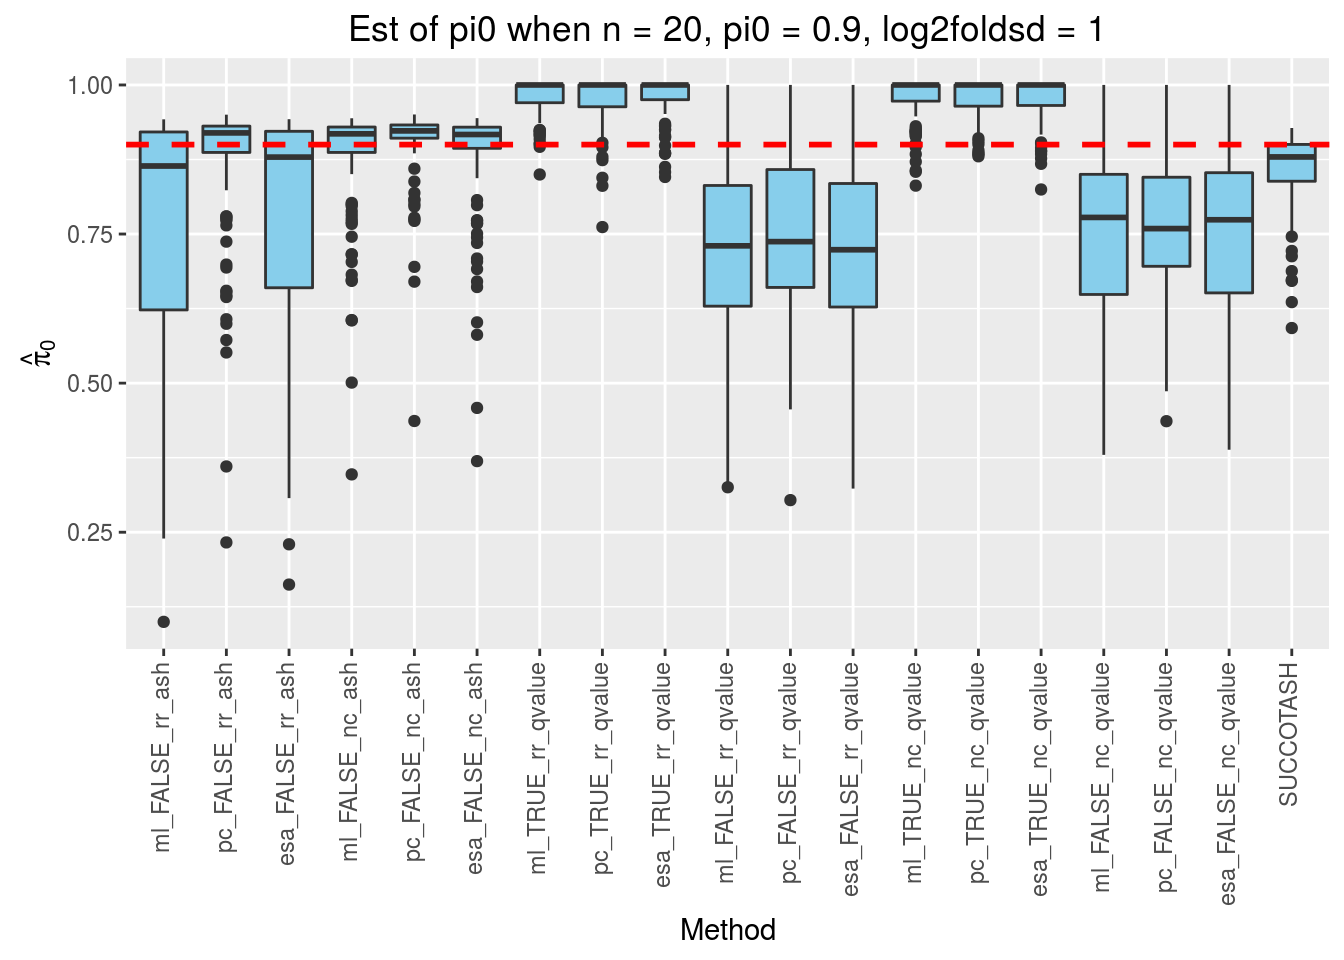 Est of pi0 when n = 20, pi0 = 0.9, log2foldsd = 1
1.00
0.75
0.50
0.25
π̂₀
ml_FALSE_rr_ash
pc_FALSE_rr_ash
esa_FALSE_rr_ash
ml_FALSE_nc_ash
pc_FALSE_nc_ash
esa_FALSE_nc_ash
ml_TRUE_rr_qvalue
pc_TRUE_rr_qvalue
esa_TRUE_rr_qvalue
ml_FALSE_rr_qvalue
pc_FALSE_rr_qvalue
esa_FALSE_rr_qvalue
ml_TRUE_nc_qvalue
pc_TRUE_nc_qvalue
esa_TRUE_nc_qvalue
ml_FALSE_nc_qvalue
pc_FALSE_nc_qvalue
esa_FALSE_nc_qvalue
SUCCOTASH
Method